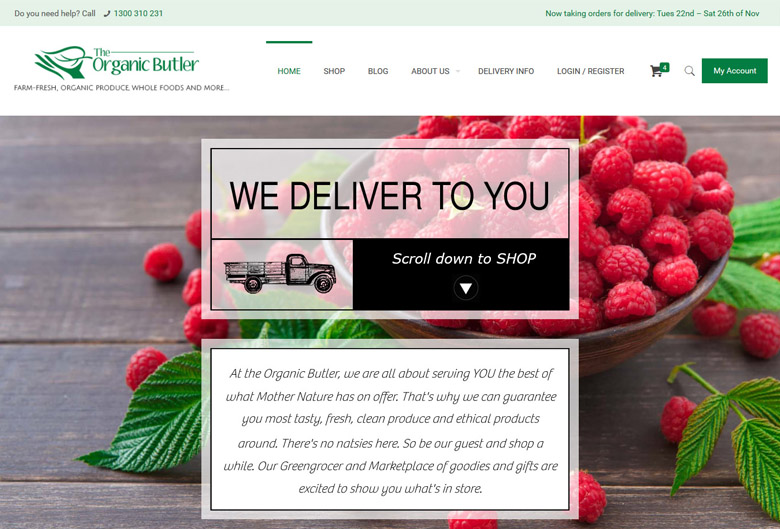 Do you need help? Call 1300 310 231
Now taking orders for delivery: Tues 22nd – Sat 26th of Nov
The
Organic Butler
FARM-FRESH, ORGANIC PRODUCE, WHOLE FOODS AND MORE...
HOME SHOP BLOG ABOUT US DELIVERY INFO LOGIN / REGISTER 4 My Account
WE DELIVER TO YOU
Scroll down to SHOP
At the Organic Butler, we are all about serving YOU the best of
what Mother Nature has on offer. That's why we can guarantee
you most tasty, fresh, clean produce and ethical products
around. There's no natsies here. So be our guest and shop a
while. Our Greengrocer and Marketplace of goodies and gifts are
excited to show you what's in store.